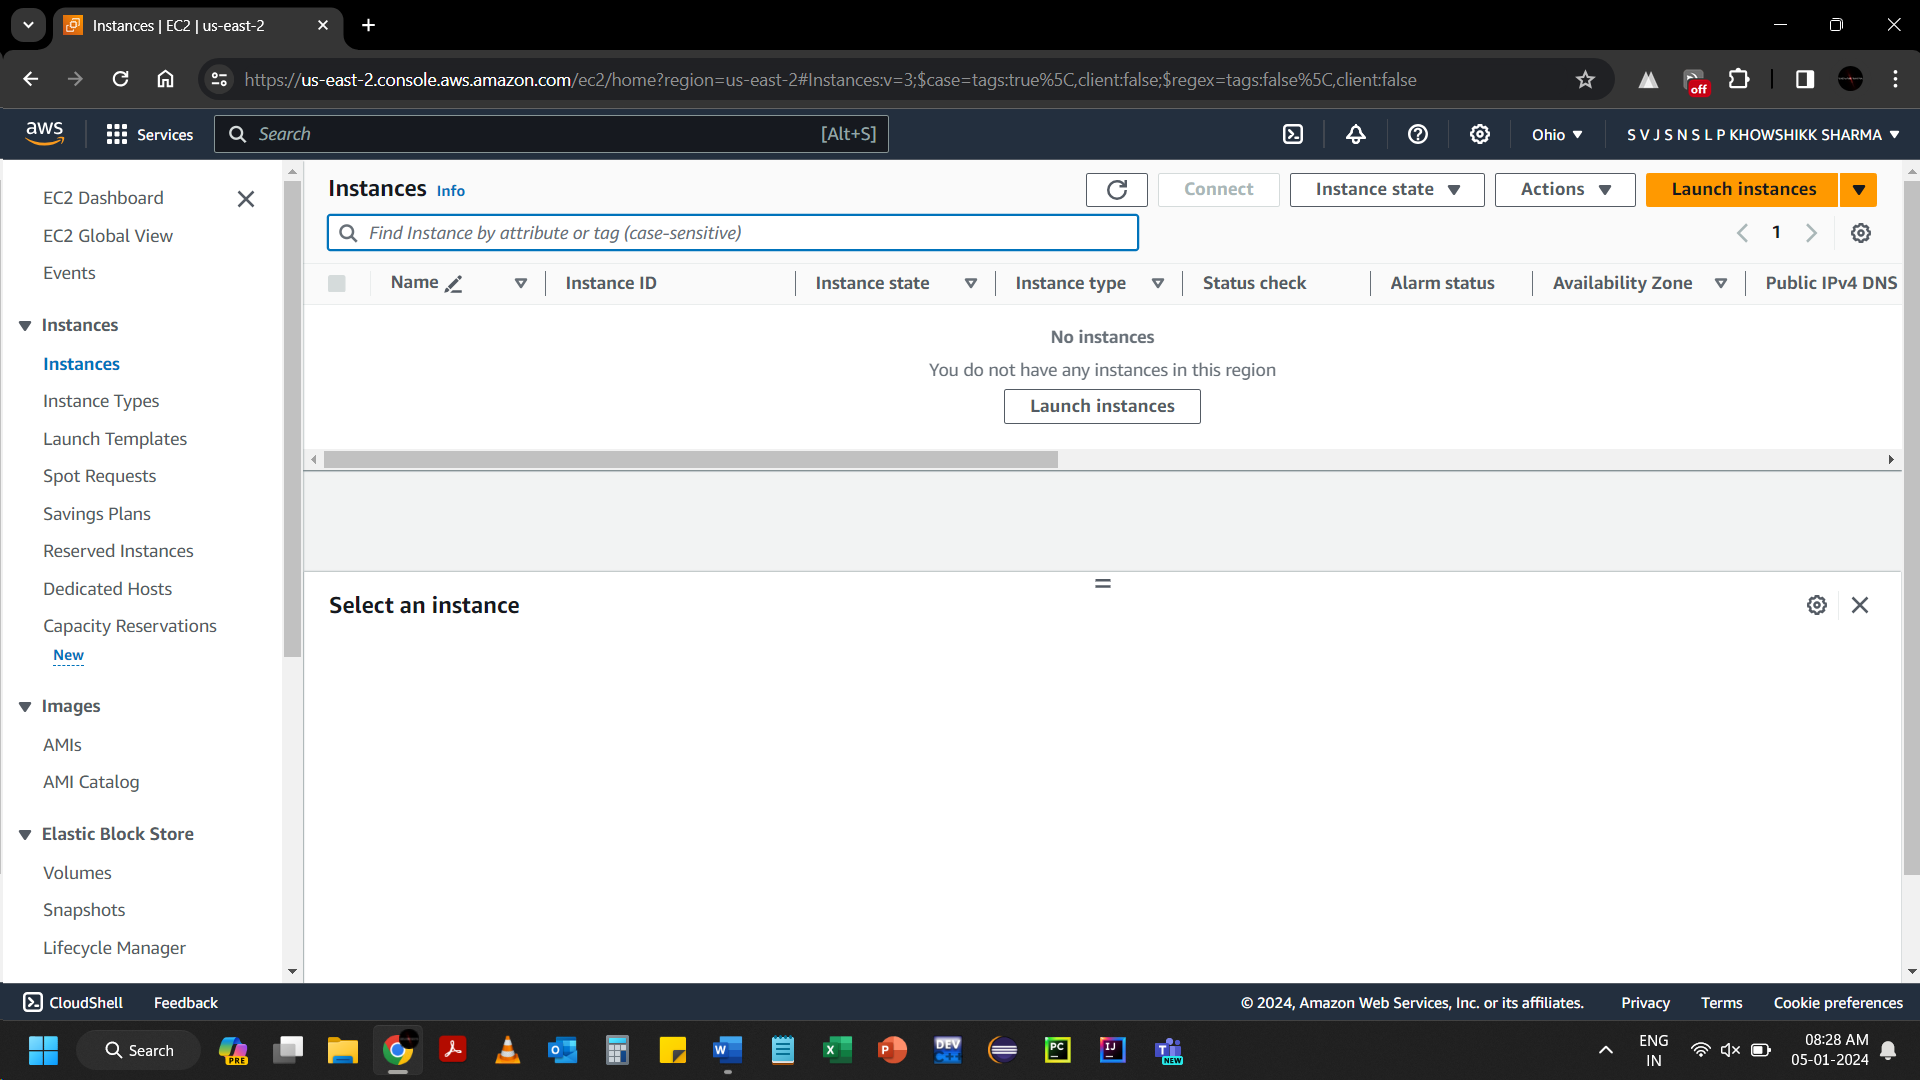 Instances | EC2 | us-east-2
https://us-east-2.console.aws.amazon.com/ec2/home?region=us-east-2#Instances:v=3;$case=tags:true%5C,client:false;$regex=tags:false%5C,client:false
off
aws
Services
Search
[Alt+S]
Ohio
S V J S N S L P KHOWSHIKK SHARMA
EC2 Dashboard
EC2 Global View
Events
Instances
Instances
Instance Types
Launch Templates
Spot Requests
Savings Plans
Reserved Instances
Dedicated Hosts
Capacity Reservations
New
Images
AMIs
AMI Catalog
Elastic Block Store
Volumes
Snapshots
Lifecycle Manager
Instances Info
Connect
Instance state
Actions
Launch instances
Find Instance by attribute or tag (case-sensitive)
1
Name
Instance ID
Instance state
Instance type
Status check
Alarm status
Availability Zone
Public IPv4 DNS
No instances
You do not have any instances in this region
Launch instances
Select an instance
CloudShell
Feedback
© 2024, Amazon Web Services, Inc. or its affiliates.
Privacy
Terms
Cookie preferences
Search
PRE
W
X
P
DEV
C++
PC
IJ
NEW
ENG
IN
08:28 AM
05-01-2024